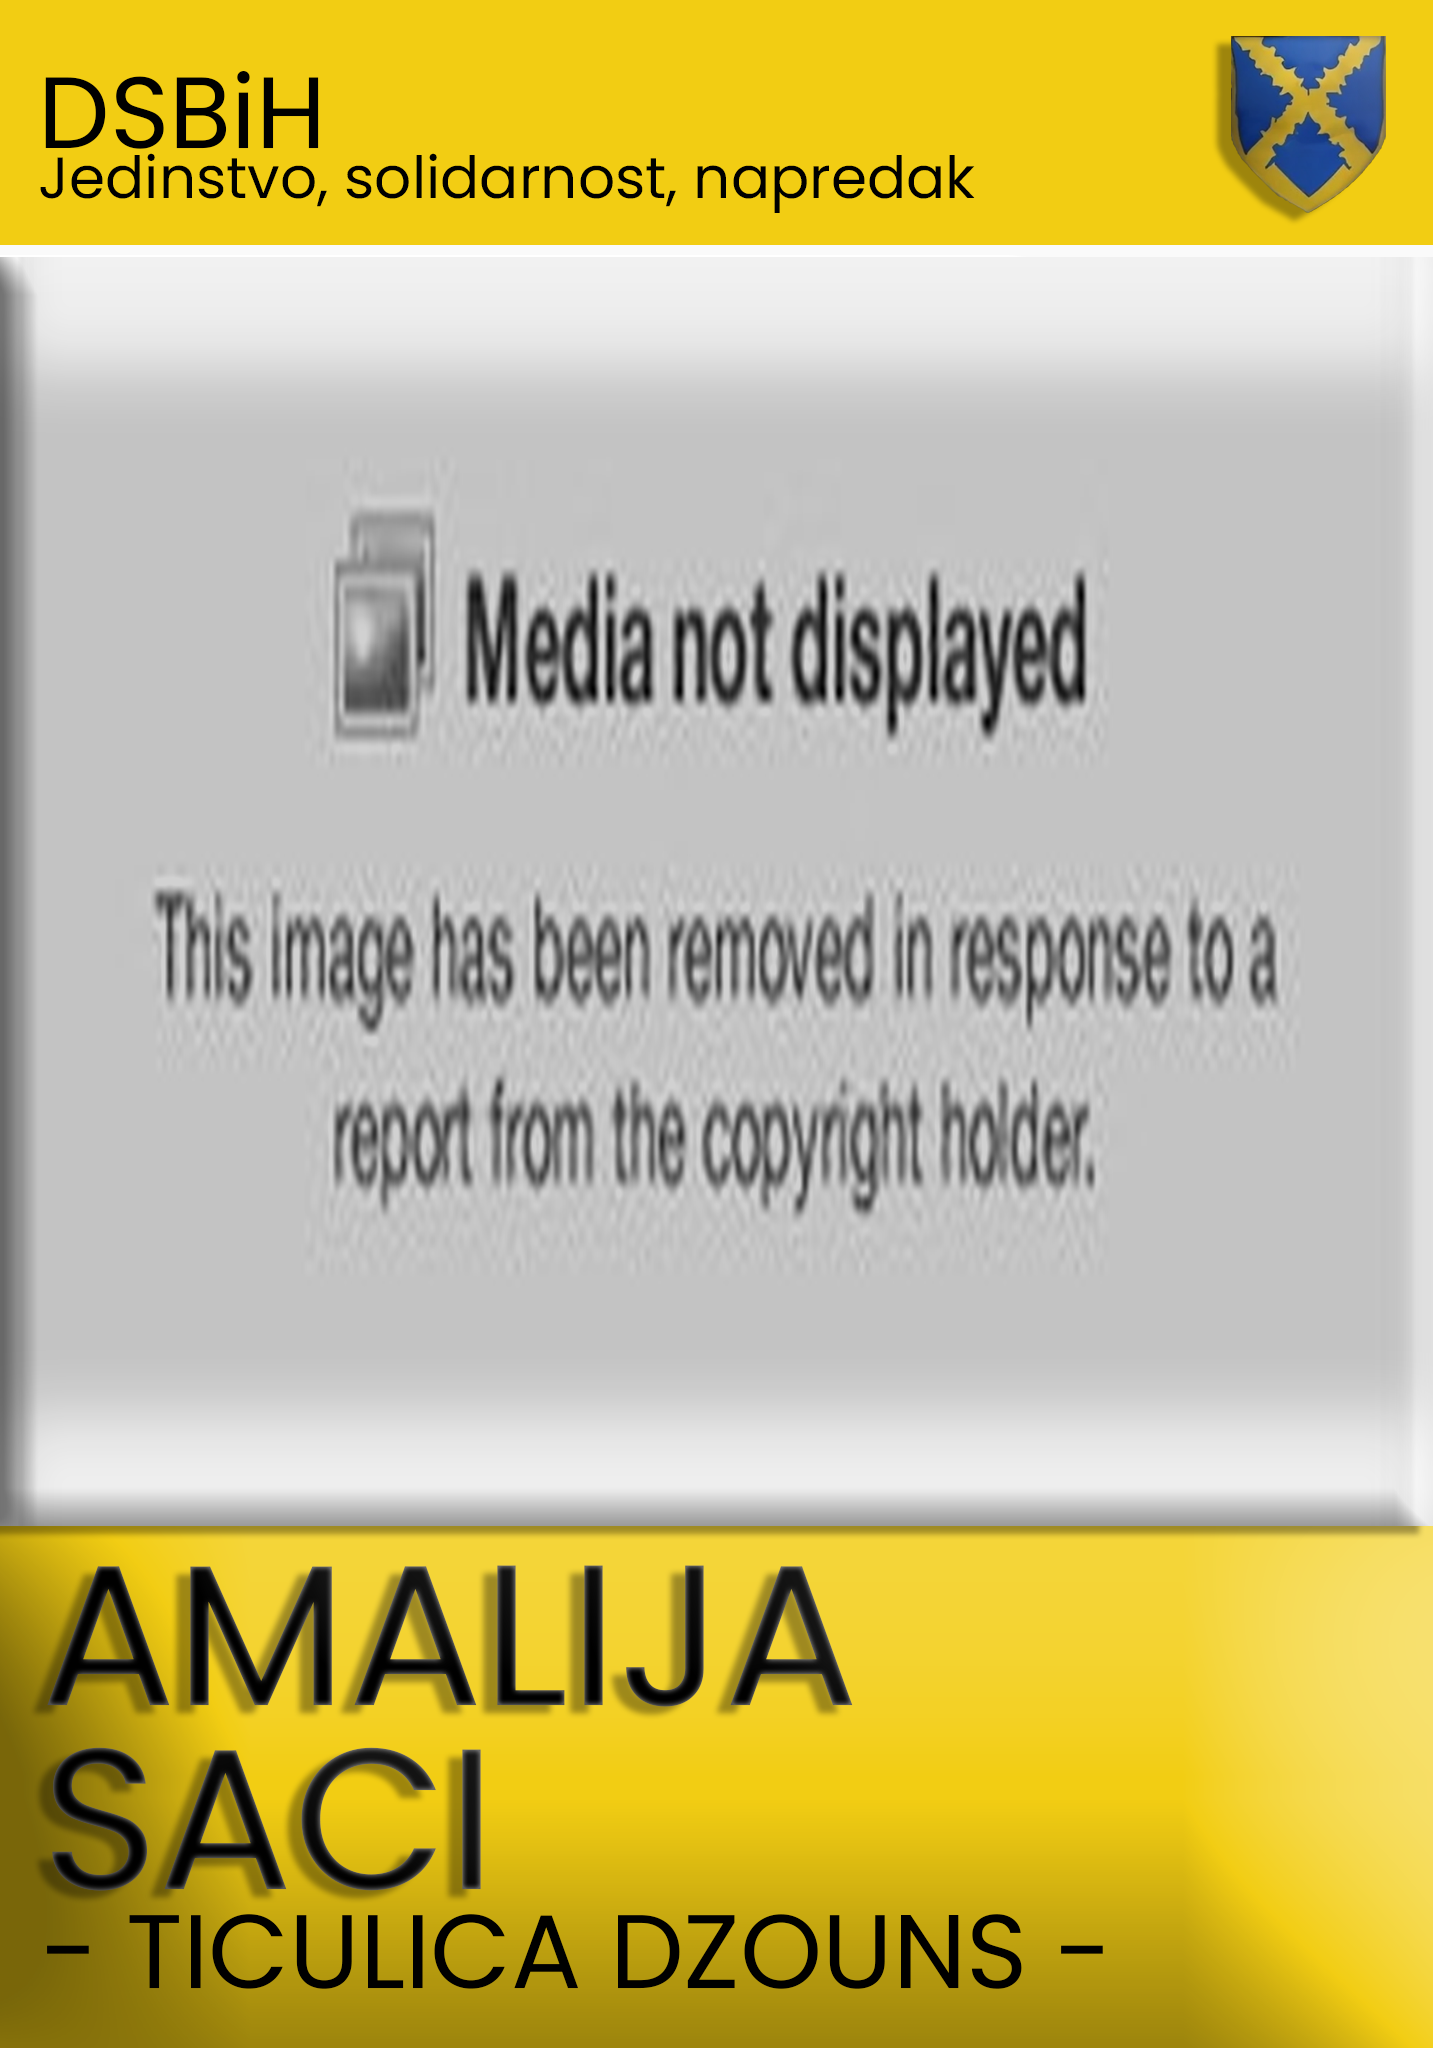 DSBiH
Jedinstvo, solidarnost, napredak
Media not displayed
This image has been removed in response to a
report from the copyright holder.
AMALIJA
SACI
- TICULICA DZOUNS -